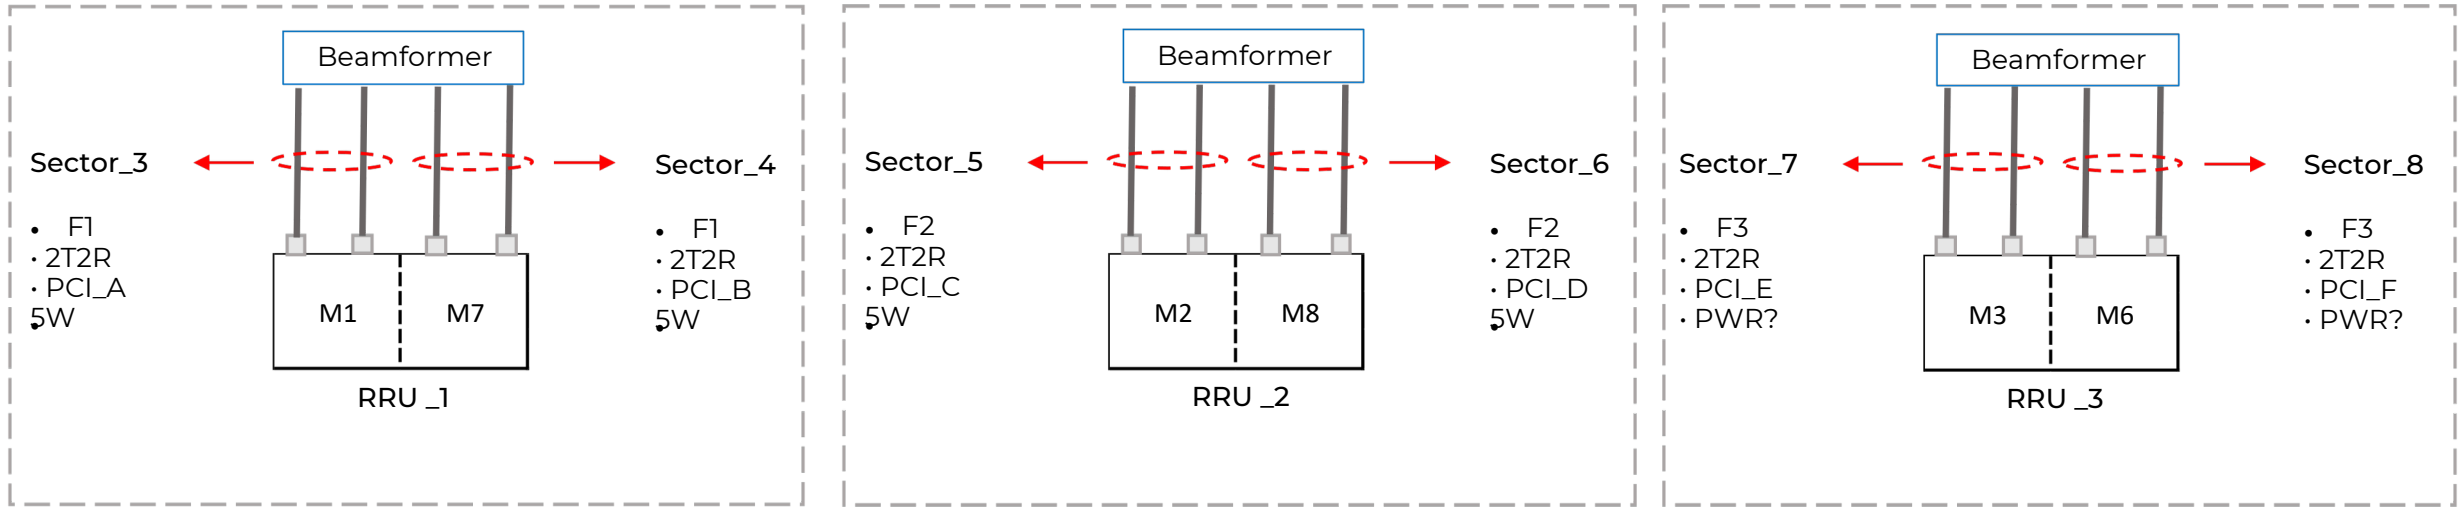 Beamformer
Sector_3
Sector_4
• F1
• 2T2R
• PCI_A
• 5W
• F1
• 2T2R
• PCI_B
• 5W
M1
M7
RRU _1
Beamformer
Sector_5
Sector_6
• F2
• 2T2R
• PCI_C
• 5W
• F2
• 2T2R
• PCI_D
• 5W
M2
M8
RRU _2
Beamformer
Sector_7
Sector_8
• F3
• 2T2R
• PCI_E
• PWR?
• F3
• 2T2R
• PCI_F
• PWR?
M3
M6
RRU _3